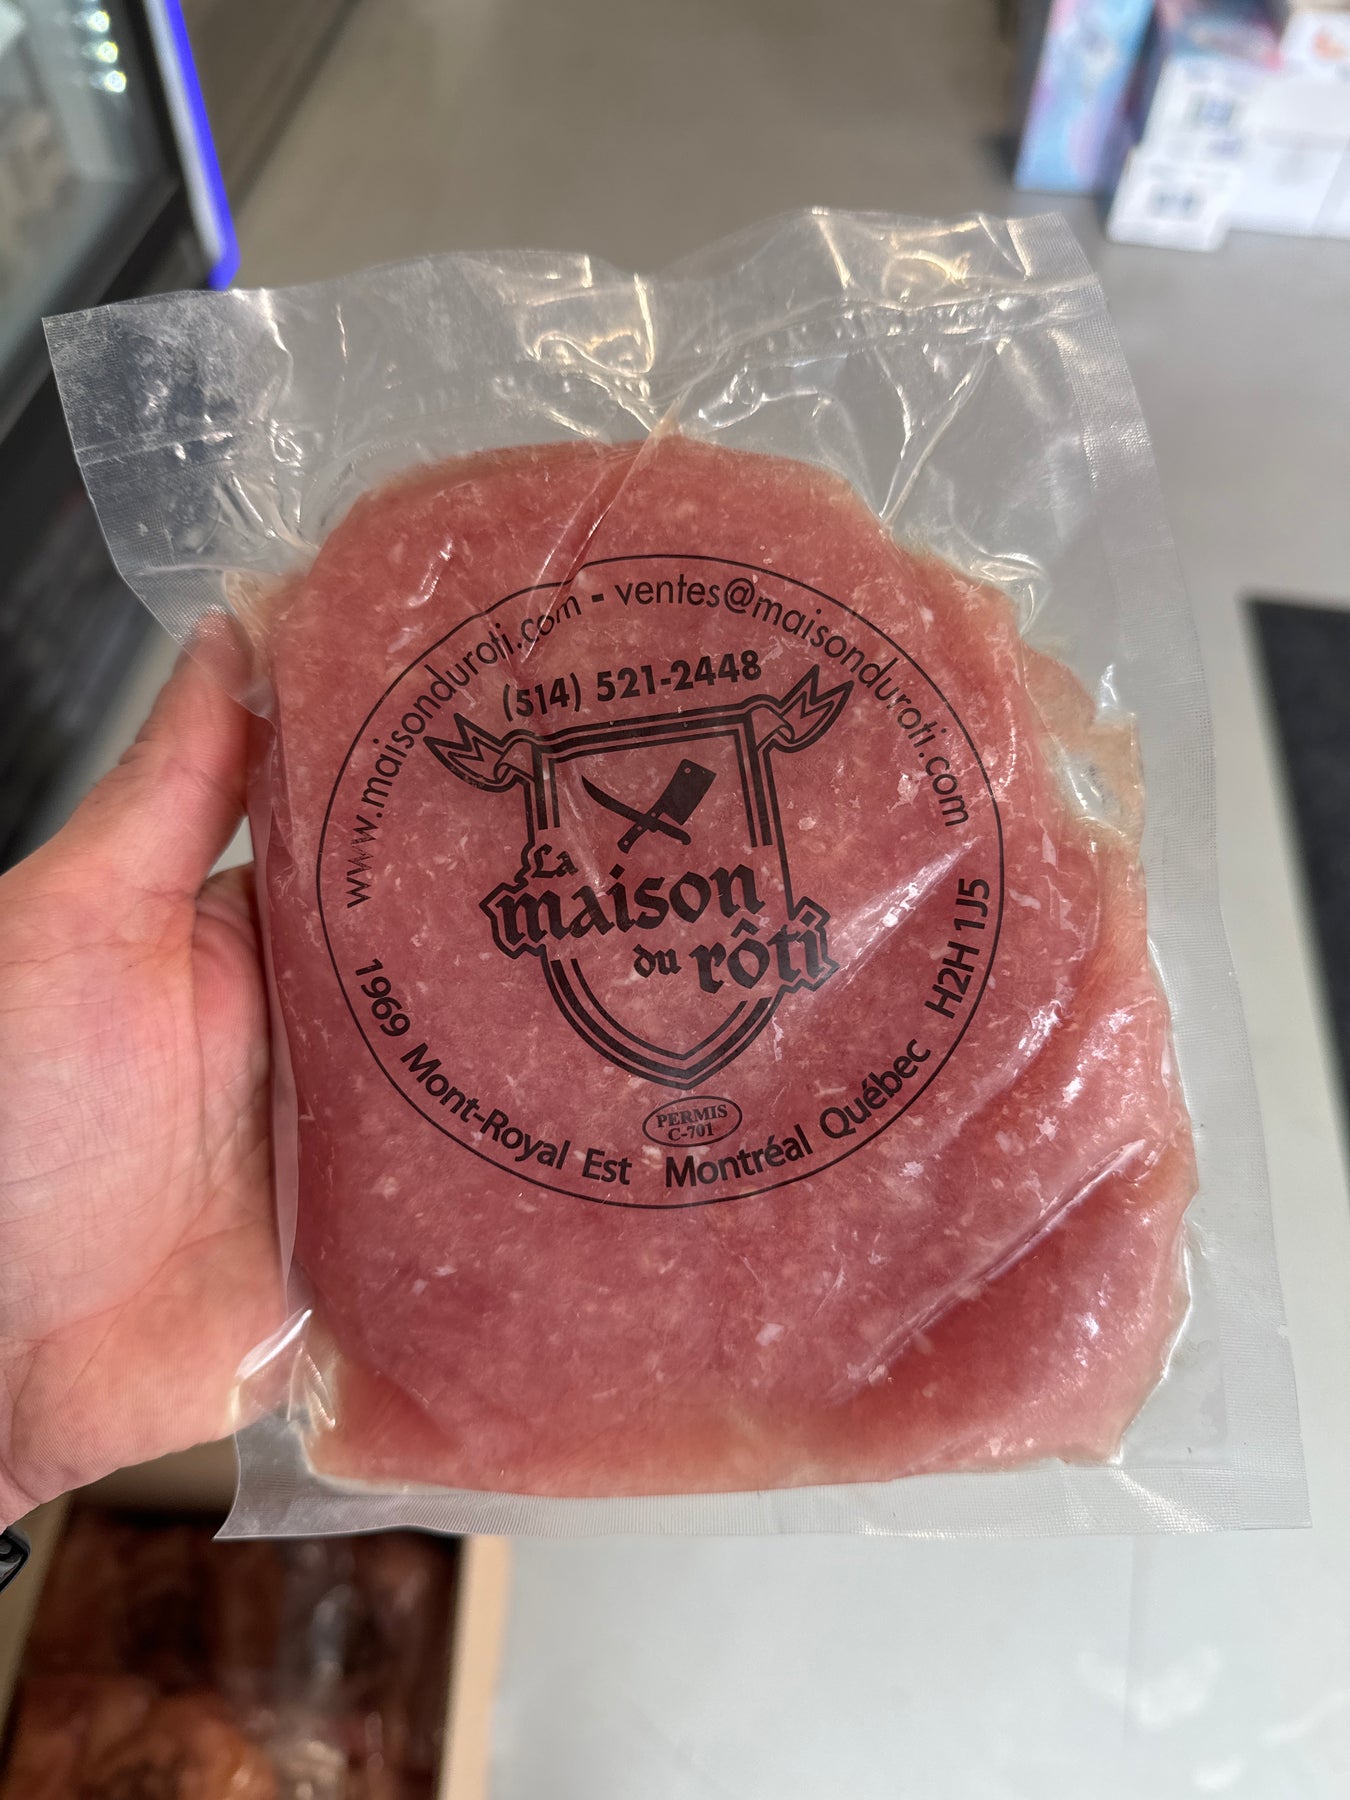 www.maisonduroti.com - ventes@maisonduroti.com
(514) 521-2448
La
maison
du rôti
PERMIS
C-701
1969 Mont-Royal Est Montréal Québec H2H 1J5